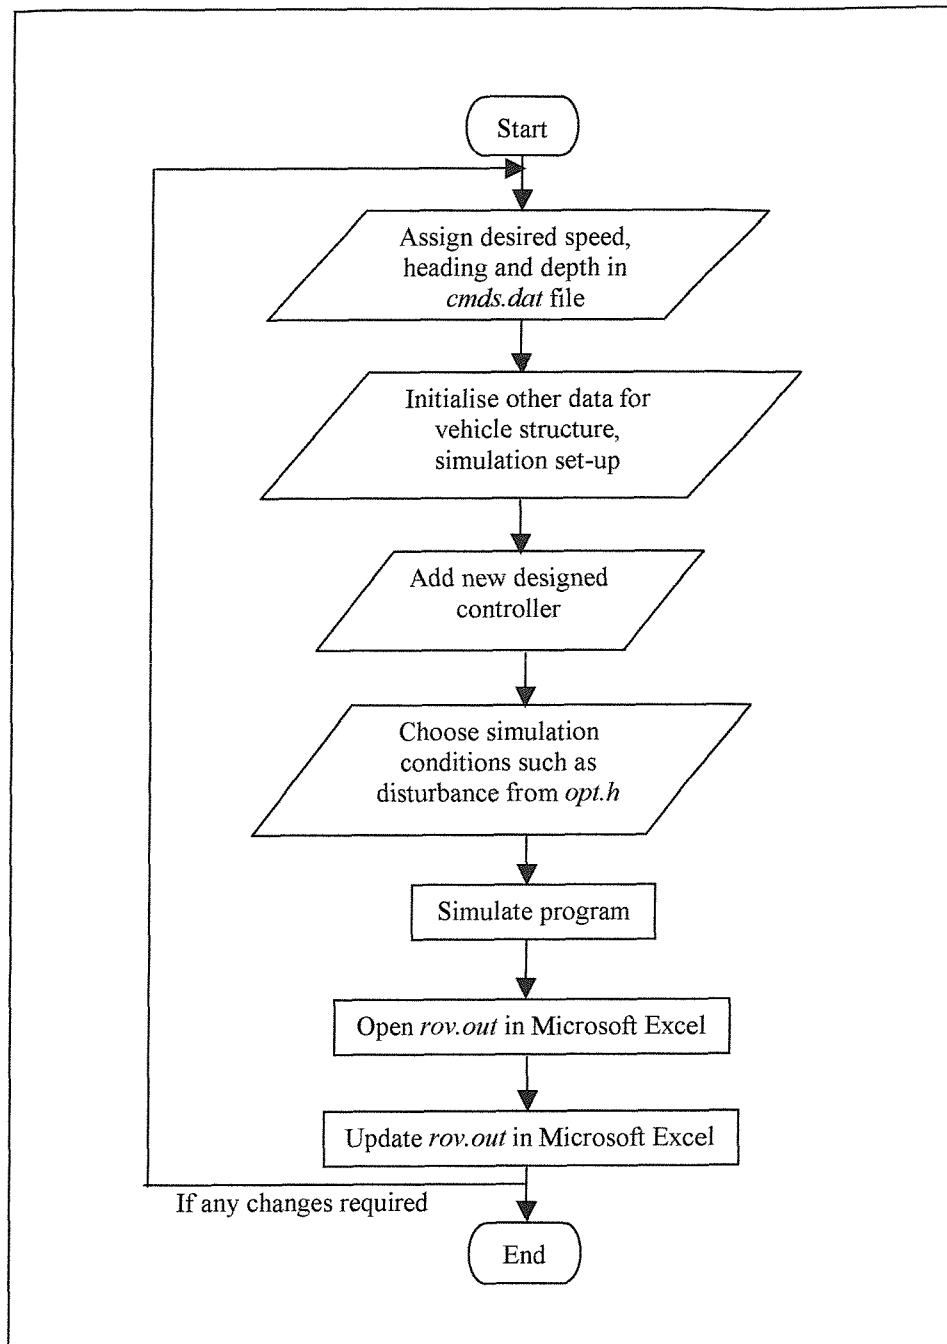 Start
Assign desired speed,
heading and depth in
cmds.dat file
Initialise other data for
vehicle structure,
simulation set-up
Add new designed
controller
Choose simulation
conditions such as
disturbance from opt.h
Simulate program
Open rov.out in Microsoft Excel
Update rov.out in Microsoft Excel
If any changes required
End